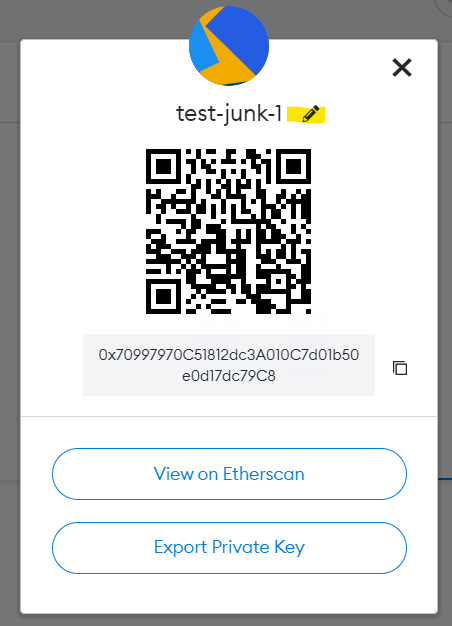 test-junk-1
0x70997970C51812dc3A010C7d01b50
e0d17dc79C8
View on Etherscan
Export Private Key